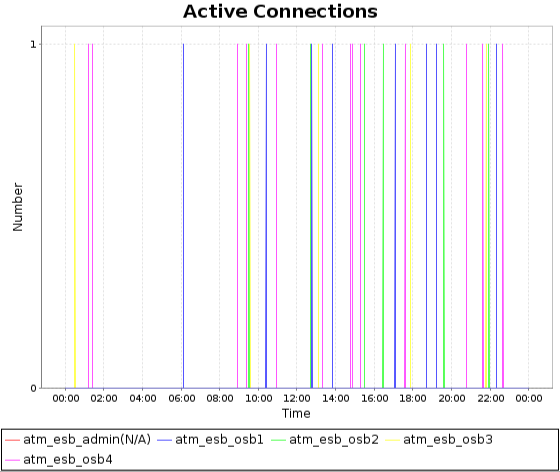 Active Connections
1
Number
0
00:00 02:00 04:00 06:00 08:00 10:00 12:00 14:00 16:00 18:00 20:00 22:00 00:00
Time
atm_esb_admin(N/A) atm_esb_osb1 atm_esb_osb2 atm_esb_osb3
atm_esb_osb4